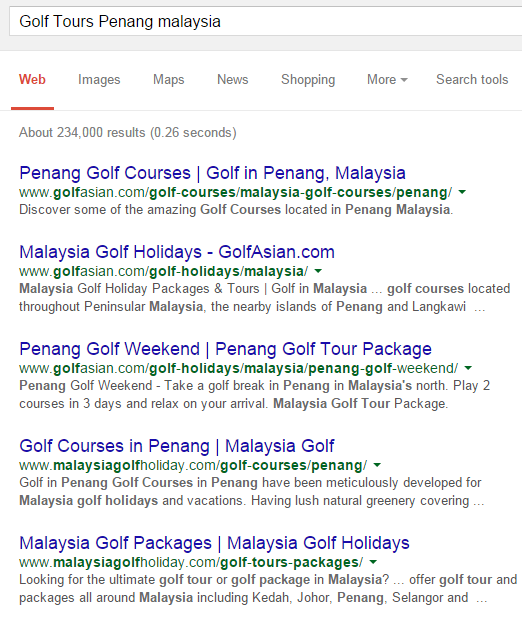 Golf Tours Penang malaysia
Web Images Maps News Shopping More Search tools
About 234,000 results (0.26 seconds)
Penang Golf Courses | Golf in Penang, Malaysia
www.golfasian.com/golf-courses/malaysia-golf-courses/penang/
Discover some of the amazing Golf Courses located in Penang Malaysia.
Malaysia Golf Holidays - GolfAsian.com
www.golfasian.com/golf-holidays/malaysia/
Malaysia Golf Holiday Packages & Tours | Golf in Malaysia ... golf courses located
throughout Peninsular Malaysia, the nearby islands of Penang and Langkawi ...
Penang Golf Weekend | Penang Golf Tour Package
www.golfasian.com/golf-holidays/malaysia/penang-golf-weekend/
Penang Golf Weekend - Take a golf break in Penang in Malaysia's north. Play 2
courses in 3 days and relax on your arrival. Malaysia Golf Tour Package.
Golf Courses in Penang | Malaysia Golf
www.malaysiagolfholiday.com/golf-courses/penang/
Golf in Penang Golf Courses in Penang have been meticulously developed for
Malaysia golf holidays and vacations. Having lush natural greenery covering ...
Malaysia Golf Packages | Malaysia Golf Holidays
www.malaysiagolfholiday.com/golf-tours-packages/
Looking for the ultimate golf tour or golf package in Malaysia? ... offer golf tour and
packages all around Malaysia including Kedah, Johor, Penang, Selangor and ...